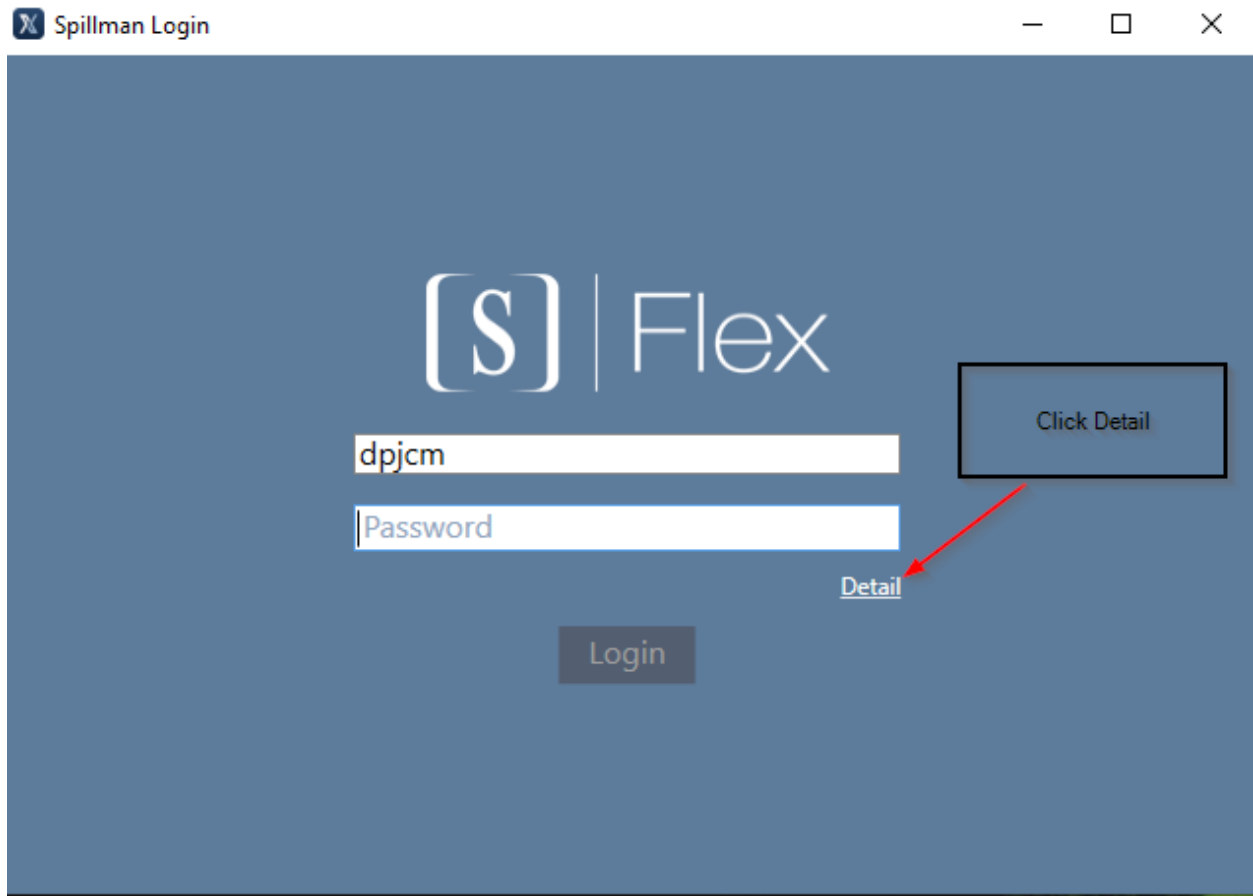 Spillman Login
[S] Flex
dpjcm
Click Detail
Password
Detail
Login